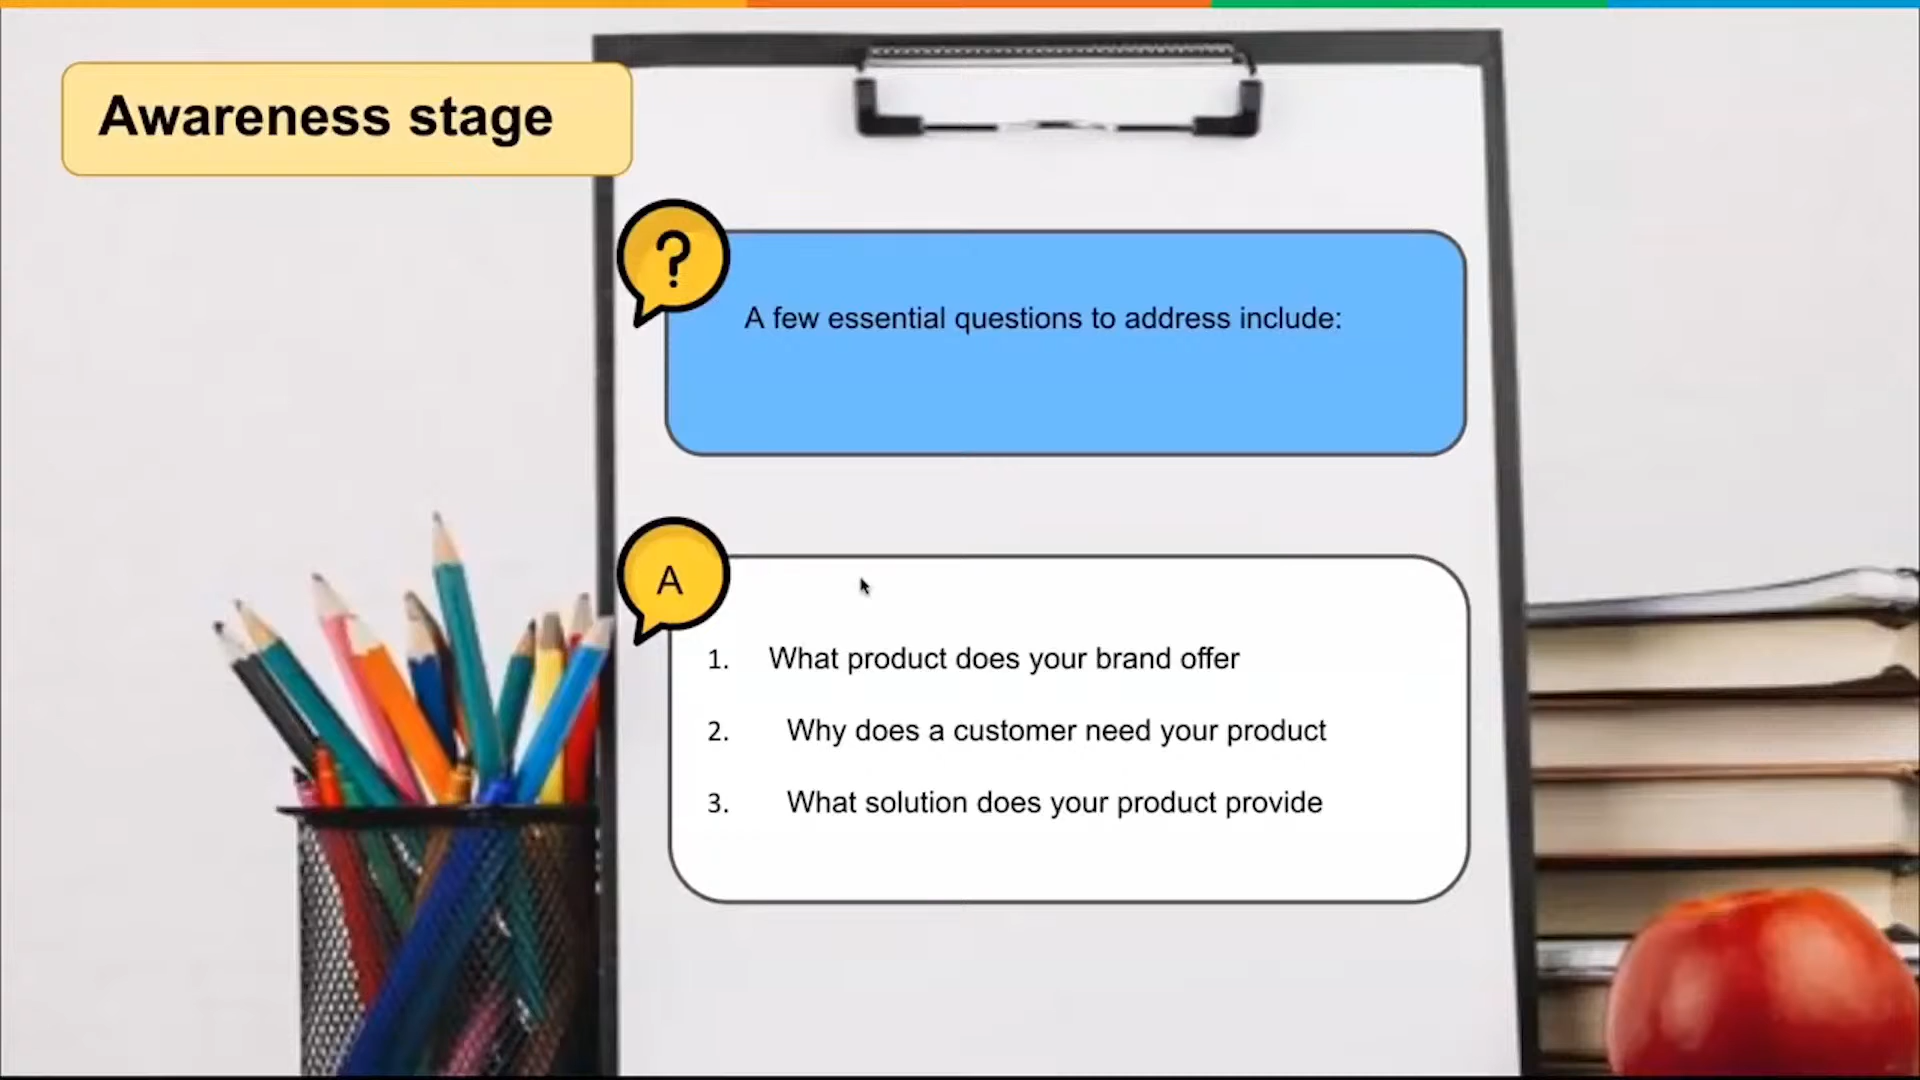 Awareness stage
?
A few essential questions to address include:
A
1. What product does your brand offer
2. Why does a customer need your product
3. What solution does your product provide